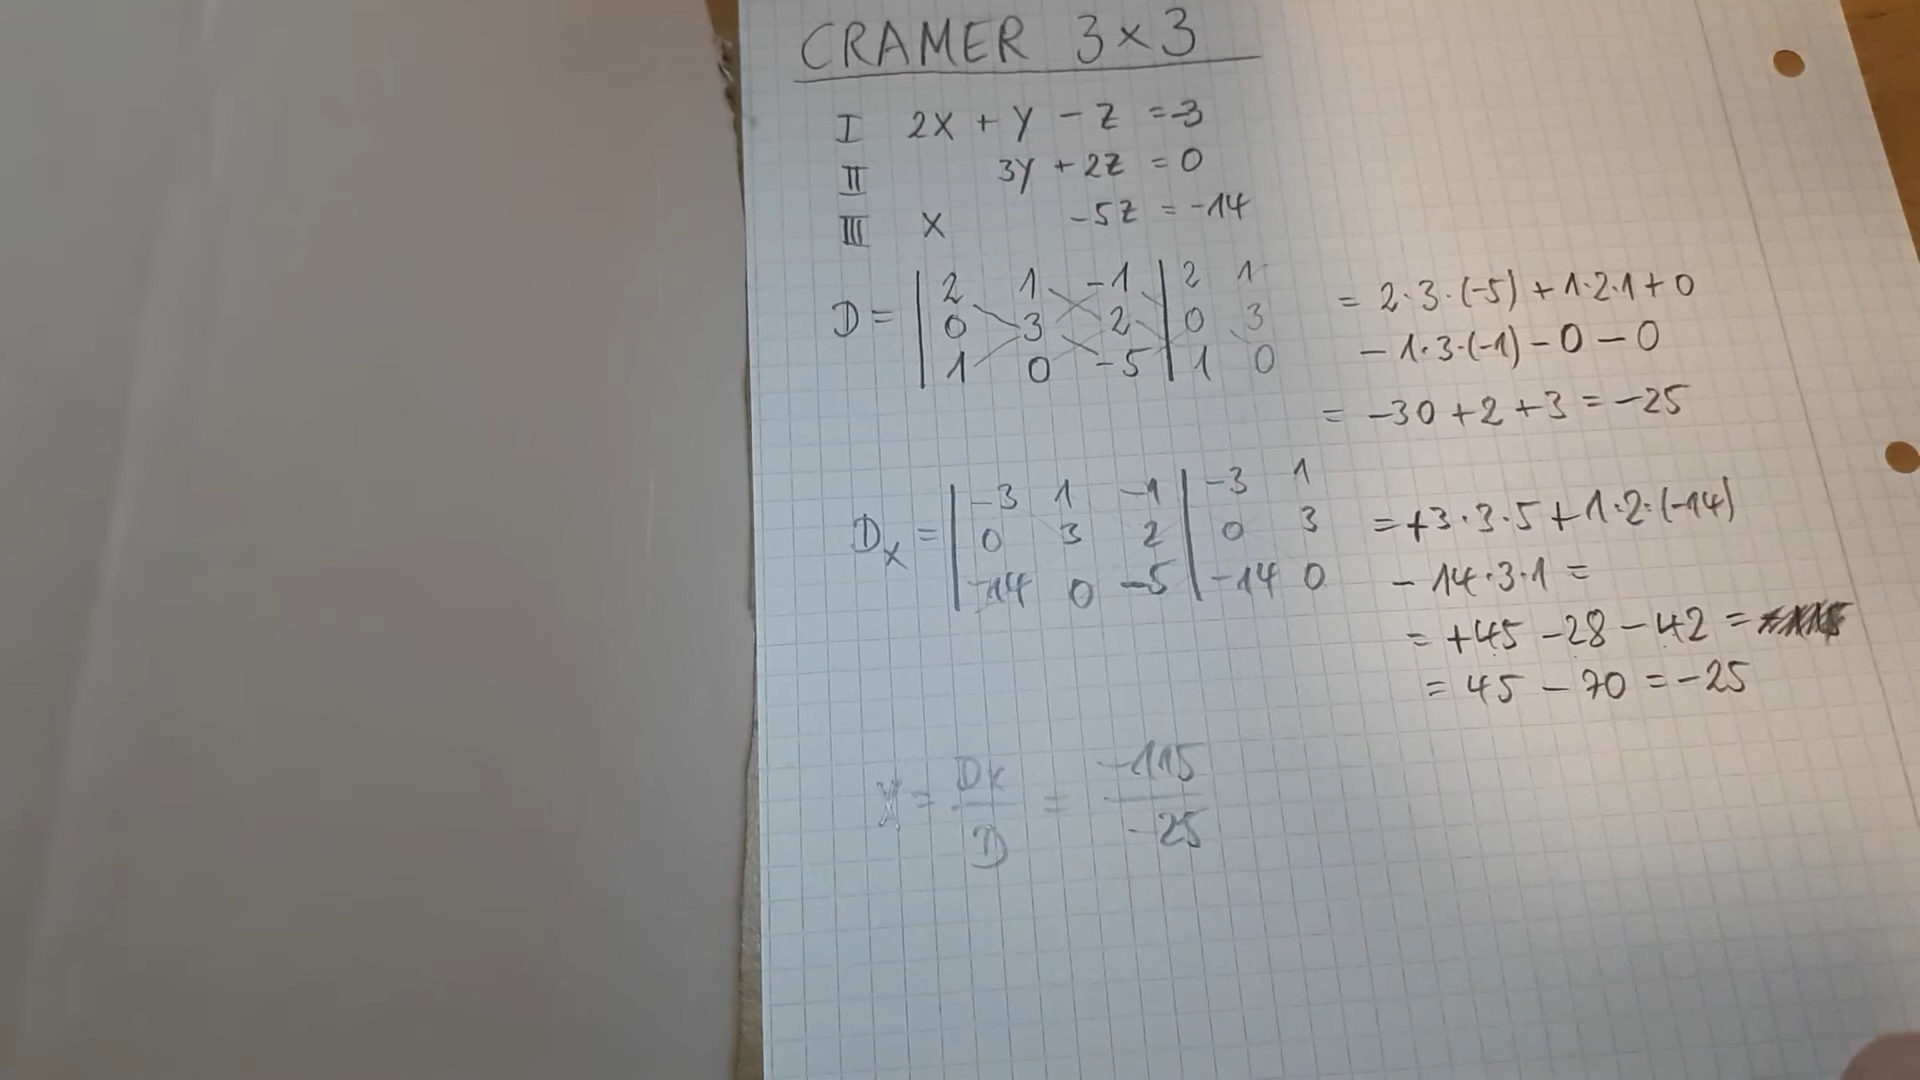 CRAMER 3×3
I 2x + y - z = -3
II 3y + 2z = 0
III x -5z = -14
D = | 2 1 -1 | 2 1
0 3 2 | 0 3
1 0 -5 | 1 0
= 2·3·(-5) + 1·2·1 + 0
- 1·3·(-1) - 0 - 0
= -30 + 2 + 3 = -25
Dx = | -3 1 -1 | -3 1
0 3 2 | 0 3
-14 0 -5 | -14 0
= +3·3·5 + 1·2·(-14)
- 14·3·1 =
= +45 - 28 - 42 =
= 45 - 70 = -25
x = Dx / D = -115 / -25